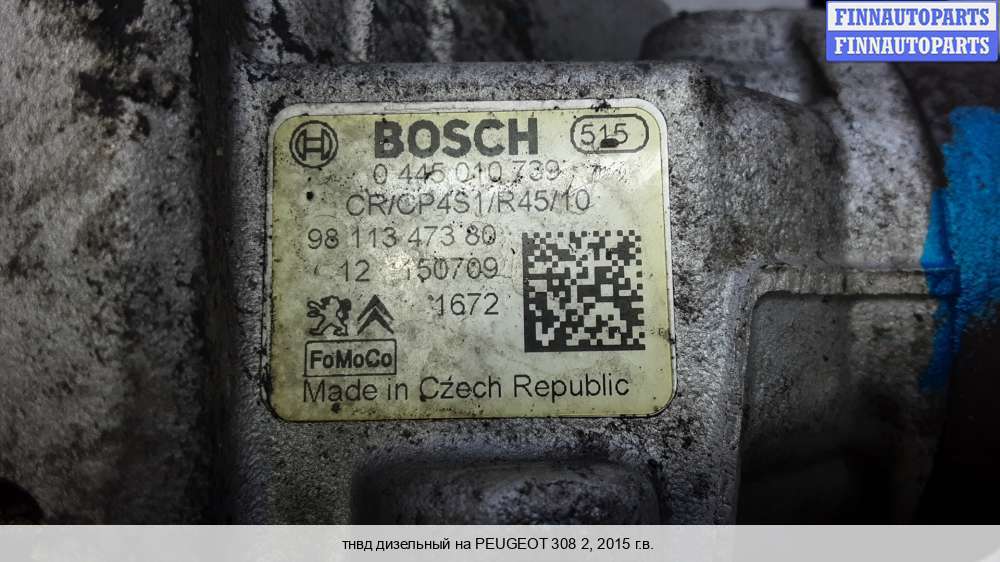 FINNAUTOPARTS
FINNAUTOPARTS
BOSCH 515
0 445 010 739
CR/CP4S1/R45/10
98 113 473 80
12 150709
1672
FoMoCo
Made in Czech Republic
тнвд дизельный на PEUGEOT 308 2, 2015 г.в.